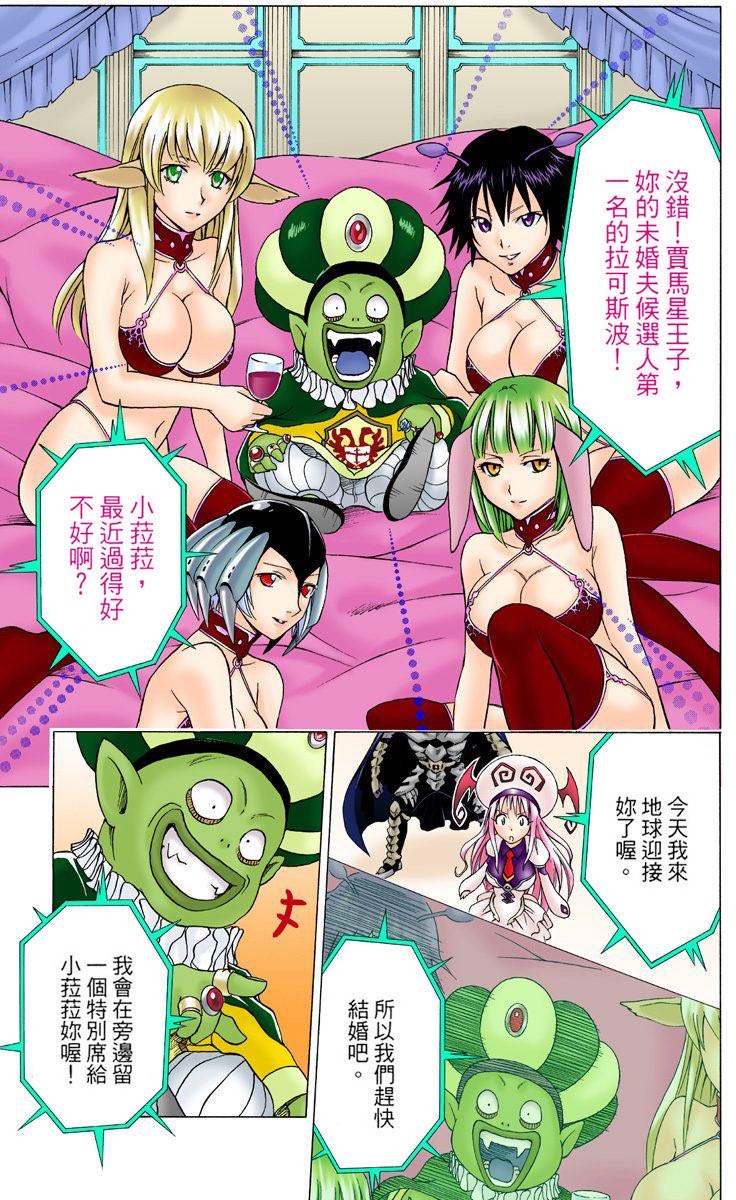 沒錯！賈馬星王子，
妳的未婚夫候選人第
一名的拉可斯波！
小菈菈，
最近過得好
不好啊？
今天我來
地球迎接
妳了喔。
所以我們趕快
結婚吧。
我會在旁邊留
一個特別席給
小菈菈妳喔！